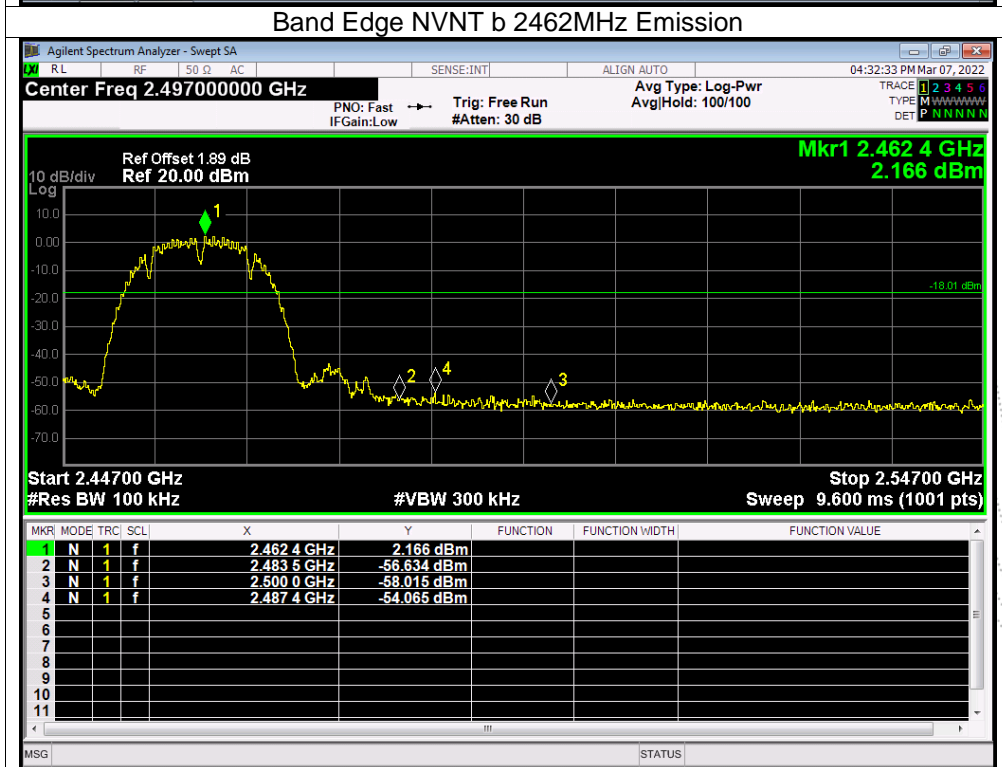 Band Edge NVNT b 2462MHz Emission
Agilent Spectrum Analyzer - Swept SA
LXI RL RF 50 Ω AC SENSE:INT ALIGN AUTO 04:32:33 PM Mar 07, 2022
Center Freq 2.497000000 GHz
PNO: Fast Trig: Free Run Avg Type: Log-Pwr TRACE 1 2 3 4 5 6
IFGain:Low #Atten: 30 dB Avg|Hold: 100/100 TYPE M WWWWW
DET P N N N N N
Mkr1 2.462 4 GHz
2.166 dBm
Ref Offset 1.89 dB
10 dB/div Ref 20.00 dBm
Log
10.0
0.00
-10.0
-20.0
-30.0
-40.0
-50.0
-60.0
-70.0
1
-18.01 dBm
2
4
3
Start 2.44700 GHz Stop 2.54700 GHz
#Res BW 100 kHz #VBW 300 kHz Sweep 9.600 ms (1001 pts)
MKR MODE TRC SCL X Y FUNCTION FUNCTION WIDTH FUNCTION VALUE
1 N 1 f 2.462 4 GHz 2.166 dBm
2 N 1 f 2.483 5 GHz -56.634 dBm
3 N 1 f 2.500 0 GHz -58.015 dBm
4 N 1 f 2.487 4 GHz -54.065 dBm
5
6
7
8
9
10
11
MSG STATUS